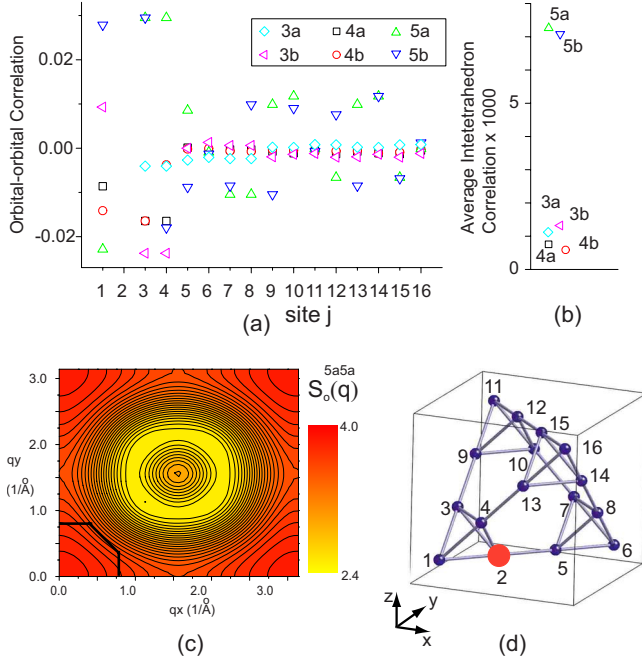 3a 4a 5a
3b 4b 5b
Orbital-orbital Correlation
0.02
0.00
-0.02
1 2 3 4 5 6 7 8 9 10 11 12 13 14 15 16
site j
(a)
Average Intetetrahedron
Correlation x 1000
5
0
5a
5b
3a
3b
4a
4b
(b)
5a5a
So(q)
4.0
2.4
3.0
2.0
1.0
0.0
qy
(1/Åo)
0.0 1.0 2.0 3.0
qx (1/Åo)
(c)
11
12
15
16
9
10
14
13
7
8
3
4
1
2
5
6
z
y
x
(d)